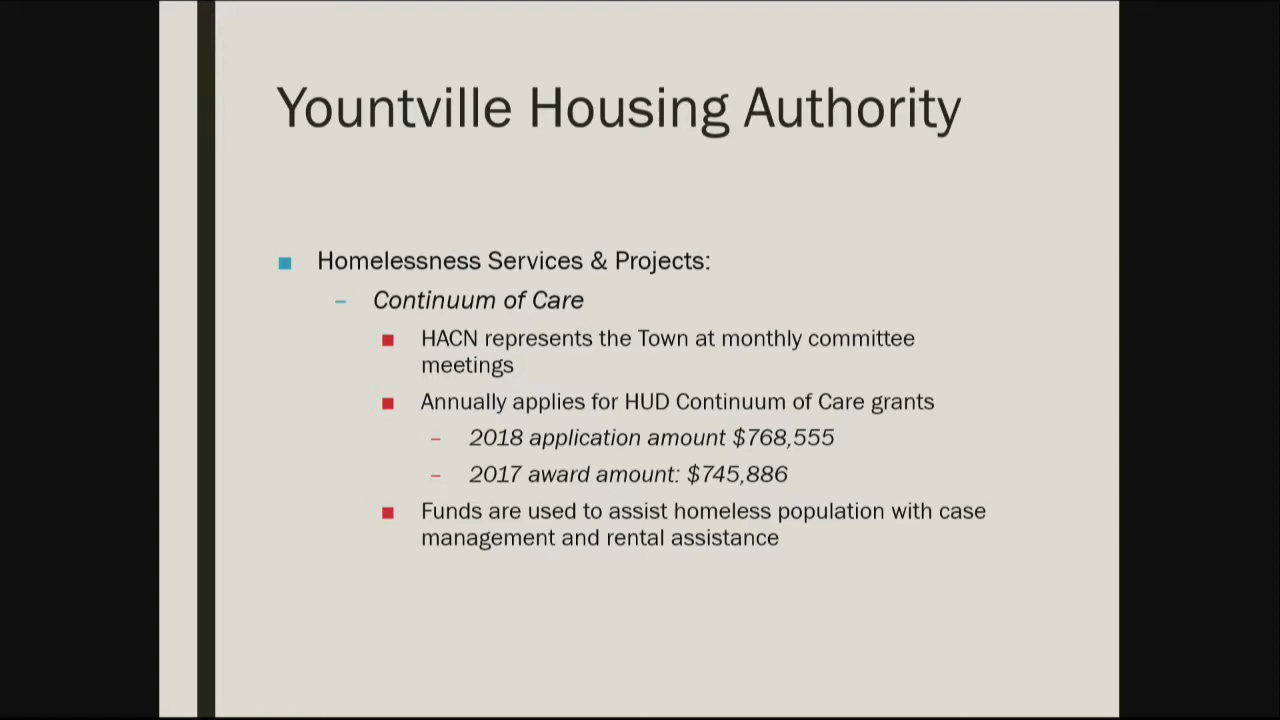 Yountville Housing Authority
Homelessness Services & Projects:
– Continuum of Care
HACN represents the Town at monthly committee
meetings
Annually applies for HUD Continuum of Care grants
– 2018 application amount $768,555
– 2017 award amount: $745,886
Funds are used to assist homeless population with case
management and rental assistance